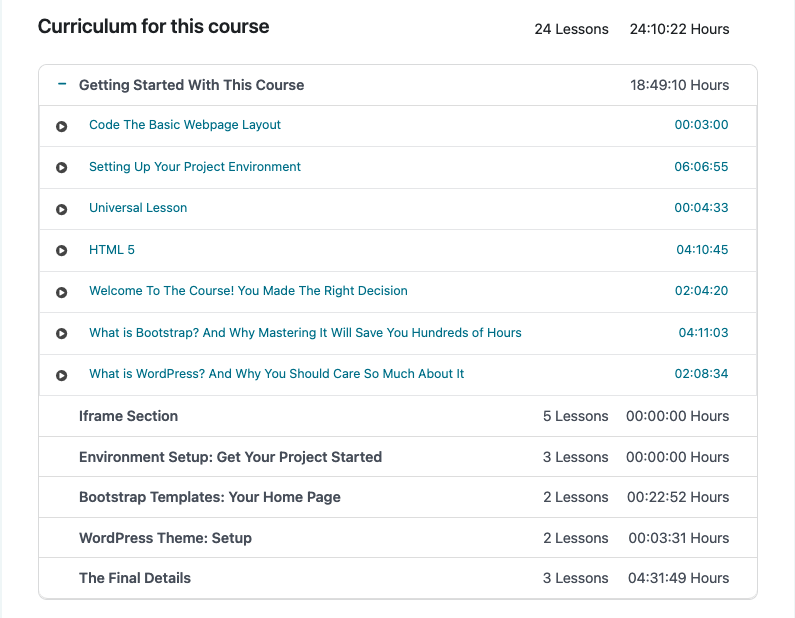 Curriculum for this course 24 Lessons 24:10:22 Hours
Getting Started With This Course 18:49:10 Hours
Code The Basic Webpage Layout 00:03:00
Setting Up Your Project Environment 06:06:55
Universal Lesson 00:04:33
HTML 5 04:10:45
Welcome To The Course! You Made The Right Decision 02:04:20
What is Bootstrap? And Why Mastering It Will Save You Hundreds of Hours 04:11:03
What is WordPress? And Why You Should Care So Much About It 02:08:34
Iframe Section 5 Lessons 00:00:00 Hours
Environment Setup: Get Your Project Started 3 Lessons 00:00:00 Hours
Bootstrap Templates: Your Home Page 2 Lessons 00:22:52 Hours
WordPress Theme: Setup 2 Lessons 00:03:31 Hours
The Final Details 3 Lessons 04:31:49 Hours